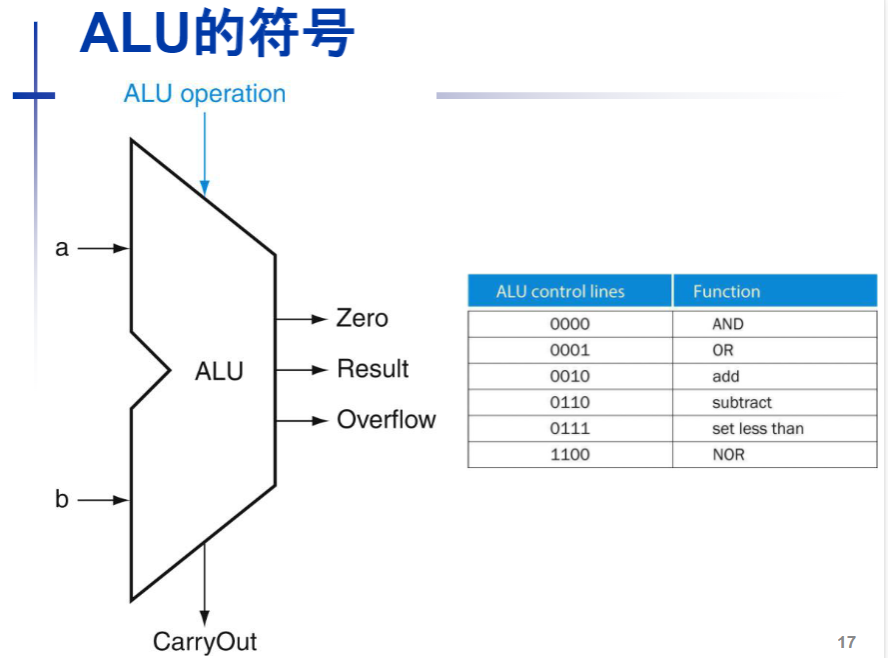 ALU的符号
ALU operation
a
b
ALU
Zero
Result
Overflow
CarryOut
ALU control lines Function
0000 AND
0001 OR
0010 add
0110 subtract
0111 set less than
1100 NOR
17